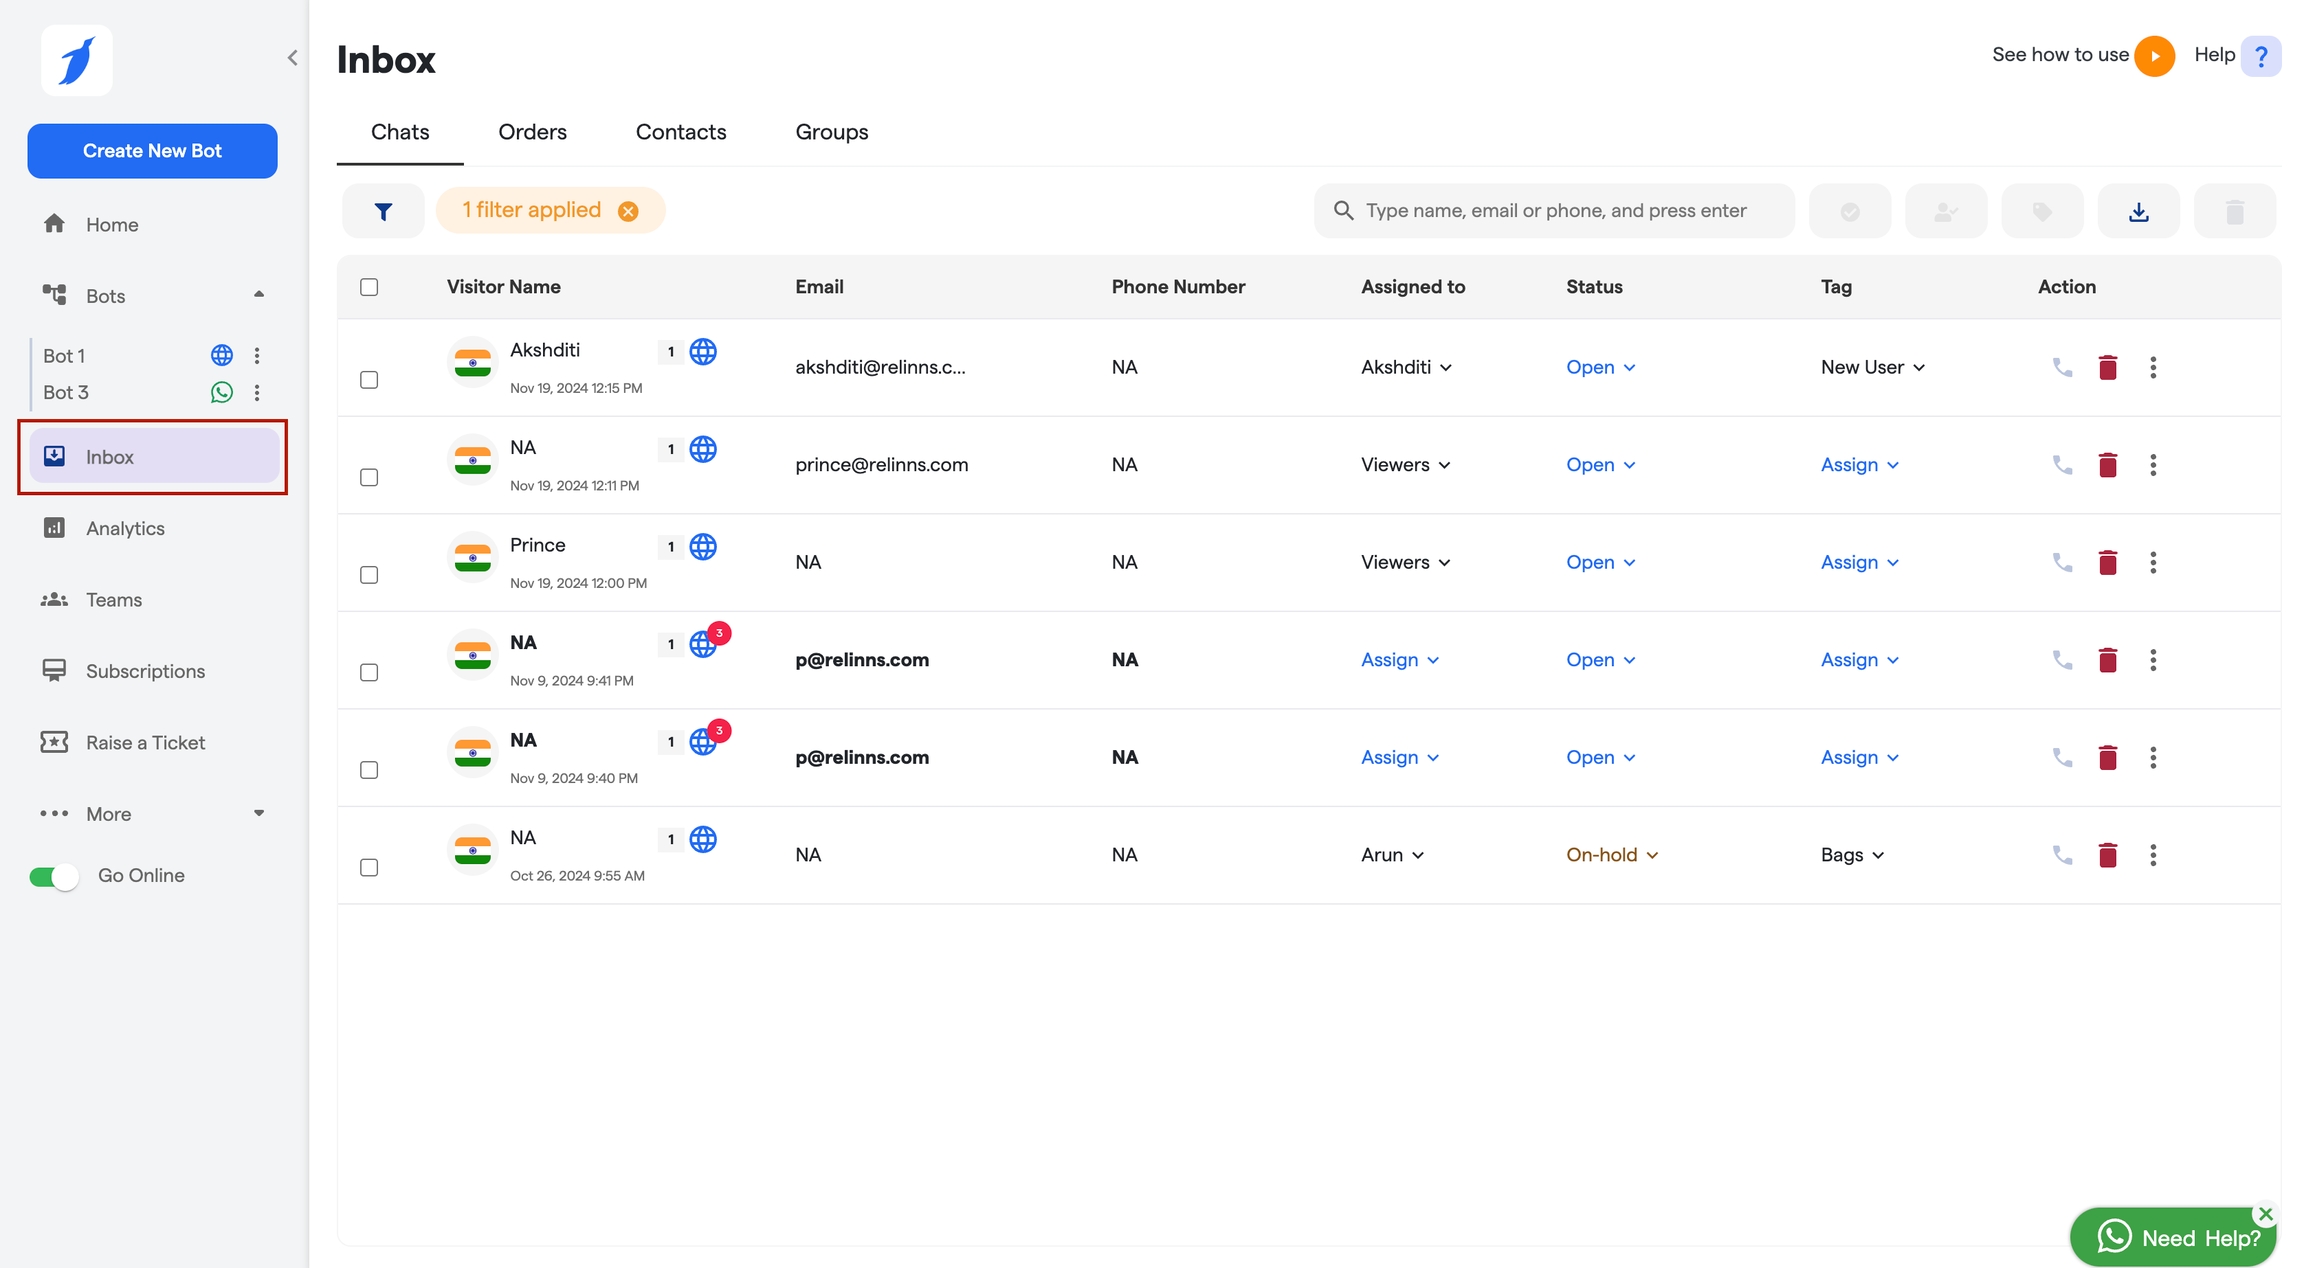 Inbox
See how to use
Help ?
Create New Bot
Home
Bots
Bot 1
Bot 3
Inbox
Analytics
Teams
Subscriptions
Raise a Ticket
More
Go Online
Chats Orders Contacts Groups
1 filter applied
Type name, email or phone, and press enter
Visitor Name Email Phone Number Assigned to Status Tag Action
Akshditi 1 akshditi@relinns.c... NA Akshditi Open New User
Nov 19, 2024 12:15 PM
NA 1 prince@relinns.com NA Viewers Open Assign
Nov 19, 2024 12:11 PM
Prince 1 NA NA Viewers Open Assign
Nov 19, 2024 12:00 PM
NA 1 3 p@relinns.com NA Assign Open Assign
Nov 9, 2024 9:41 PM
NA 1 3 p@relinns.com NA Assign Open Assign
Nov 9, 2024 9:40 PM
NA 1 NA NA Arun On-hold Bags
Oct 26, 2024 9:55 AM
Need Help?